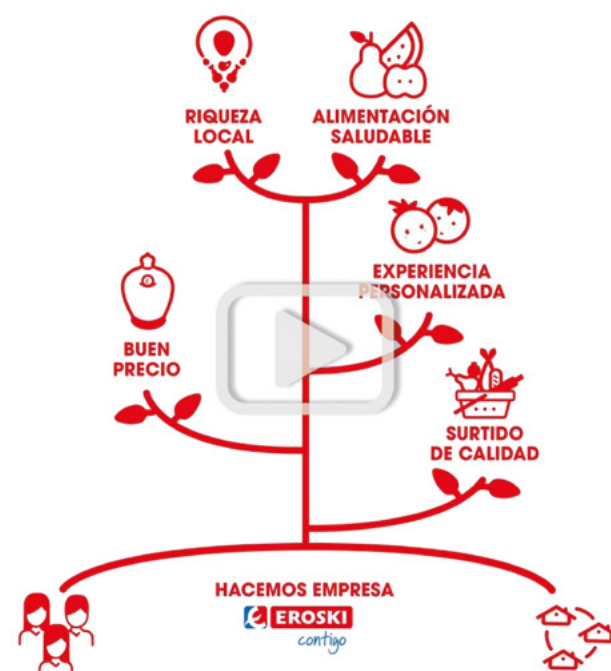 RIQUEZA
LOCAL
ALIMENTACIÓN
SALUDABLE
EXPERIENCIA
PERSONALIZADA
BUEN
PRECIO
SURTIDO
DE CALIDAD
HACEMOS EMPRESA
EROSKI
contigo